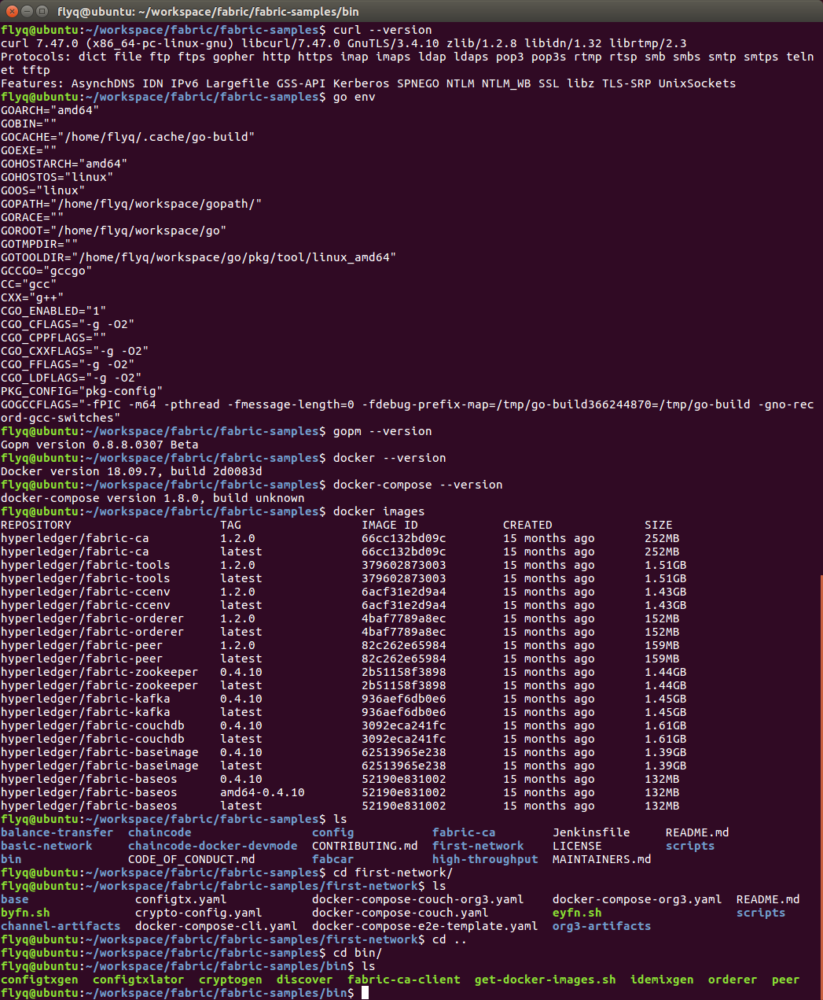 flyq@ubuntu: ~/workspace/fabric/fabric-samples/bin
flyq@ubuntu:~/workspace/fabric/fabric-samples$ curl --version
curl 7.47.0 (x86_64-pc-linux-gnu) libcurl/7.47.0 GnuTLS/3.4.10 zlib/1.2.8 libidn/1.32 librtmp/2.3
Protocols: dict file ftp ftps gopher http https imap imaps ldap ldaps pop3 pop3s rtmp rtsp smb smbs smtp smtps teln
et tftp
Features: AsynchDNS IDN IPv6 Largefile GSS-API Kerberos SPNEGO NTLM NTLM_WB SSL libz TLS-SRP UnixSockets
flyq@ubuntu:~/workspace/fabric/fabric-samples$ go env
GOARCH="amd64"
GOBIN=""
GOCACHE="/home/flyq/.cache/go-build"
GOEXE=""
GOHOSTARCH="amd64"
GOHOSTOS="linux"
GOOS="linux"
GOPATH="/home/flyq/workspace/gopath/"
GORACE=""
GOROOT="/home/flyq/workspace/go"
GOTMPDIR=""
GOTOOLDIR="/home/flyq/workspace/go/pkg/tool/linux_amd64"
GCCGO="gccgo"
CC="gcc"
CXX="g++"
CGO_ENABLED="1"
CGO_CFLAGS="-g -O2"
CGO_CPPFLAGS=""
CGO_CXXFLAGS="-g -O2"
CGO_FFLAGS="-g -O2"
CGO_LDFLAGS="-g -O2"
PKG_CONFIG="pkg-config"
GOGCCFLAGS="-fPIC -m64 -pthread -fmessage-length=0 -fdebug-prefix-map=/tmp/go-build366244870=/tmp/go-build -gno-rec
ord-gcc-switches"
flyq@ubuntu:~/workspace/fabric/fabric-samples$ gopm --version
Gopm version 0.8.8.0307 Beta
flyq@ubuntu:~/workspace/fabric/fabric-samples$ docker --version
Docker version 18.09.7, build 2d0083d
flyq@ubuntu:~/workspace/fabric/fabric-samples$ docker-compose --version
docker-compose version 1.8.0, build unknown
flyq@ubuntu:~/workspace/fabric/fabric-samples$ docker images
REPOSITORY TAG IMAGE ID CREATED SIZE
hyperledger/fabric-ca 1.2.0 66cc132bd09c 15 months ago 252MB
hyperledger/fabric-ca latest 66cc132bd09c 15 months ago 252MB
hyperledger/fabric-tools 1.2.0 379602873003 15 months ago 1.51GB
hyperledger/fabric-tools latest 379602873003 15 months ago 1.51GB
hyperledger/fabric-ccenv 1.2.0 6acf31e2d9a4 15 months ago 1.43GB
hyperledger/fabric-ccenv latest 6acf31e2d9a4 15 months ago 1.43GB
hyperledger/fabric-orderer 1.2.0 4baf7789a8ec 15 months ago 152MB
hyperledger/fabric-orderer latest 4baf7789a8ec 15 months ago 152MB
hyperledger/fabric-peer 1.2.0 82c262e65984 15 months ago 159MB
hyperledger/fabric-peer latest 82c262e65984 15 months ago 159MB
hyperledger/fabric-zookeeper 0.4.10 2b51158f3898 15 months ago 1.44GB
hyperledger/fabric-zookeeper latest 2b51158f3898 15 months ago 1.44GB
hyperledger/fabric-kafka 0.4.10 936aef6db0e6 15 months ago 1.45GB
hyperledger/fabric-kafka latest 936aef6db0e6 15 months ago 1.45GB
hyperledger/fabric-couchdb 0.4.10 3092eca241fc 15 months ago 1.61GB
hyperledger/fabric-couchdb latest 3092eca241fc 15 months ago 1.61GB
hyperledger/fabric-baseimage 0.4.10 62513965e238 15 months ago 1.39GB
hyperledger/fabric-baseimage latest 62513965e238 15 months ago 1.39GB
hyperledger/fabric-baseos 0.4.10 52190e831002 15 months ago 132MB
hyperledger/fabric-baseos amd64-0.4.10 52190e831002 15 months ago 132MB
hyperledger/fabric-baseos latest 52190e831002 15 months ago 132MB
flyq@ubuntu:~/workspace/fabric/fabric-samples$ ls
balance-transfer chaincode config fabric-ca Jenkinsfile README.md
basic-network chaincode-docker-devmode CONTRIBUTING.md first-network LICENSE scripts
bin CODE_OF_CONDUCT.md fabcar high-throughput MAINTAINERS.md
flyq@ubuntu:~/workspace/fabric/fabric-samples$ cd first-network/
flyq@ubuntu:~/workspace/fabric/fabric-samples/first-network$ ls
base configtx.yaml docker-compose-couch-org3.yaml docker-compose-org3.yaml README.md
byfn.sh crypto-config.yaml docker-compose-couch.yaml eyfn.sh scripts
channel-artifacts docker-compose-cli.yaml docker-compose-e2e-template.yaml org3-artifacts
flyq@ubuntu:~/workspace/fabric/fabric-samples/first-network$ cd ..
flyq@ubuntu:~/workspace/fabric/fabric-samples$ cd bin/
flyq@ubuntu:~/workspace/fabric/fabric-samples/bin$ ls
configtxgen configtxlator cryptogen discover fabric-ca-client get-docker-images.sh idemixgen orderer peer
flyq@ubuntu:~/workspace/fabric/fabric-samples/bin$